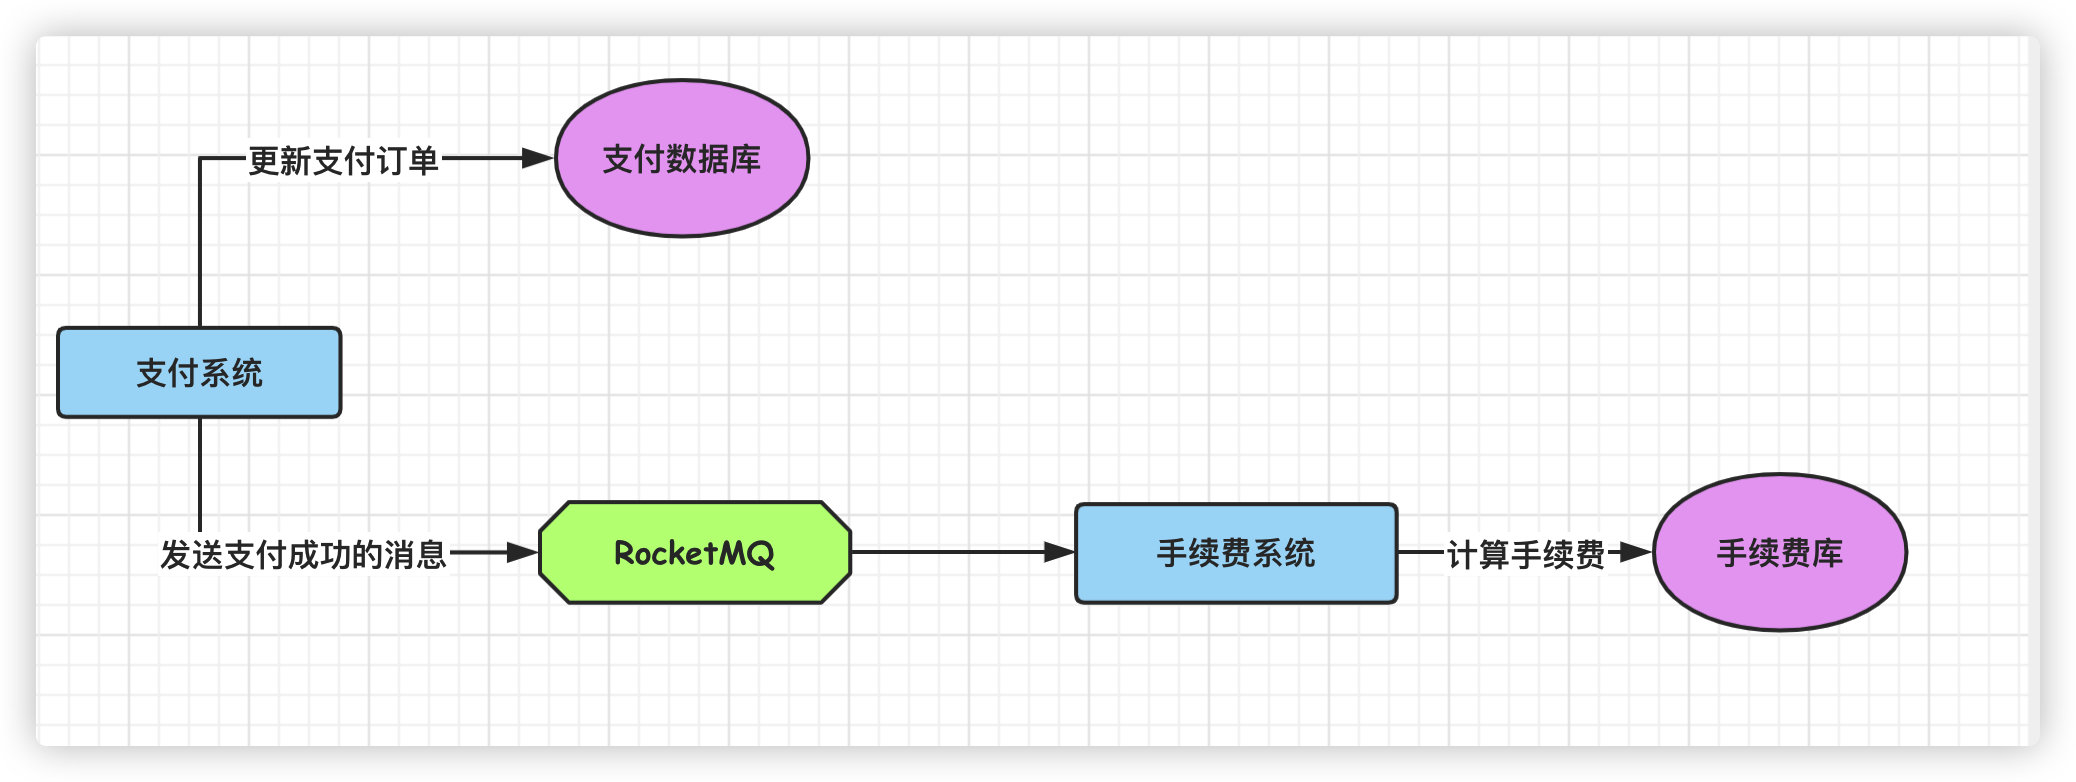 更新支付订单
支付数据库
支付系统
发送支付成功的消息
RocketMQ
手续费系统
计算手续费
手续费库